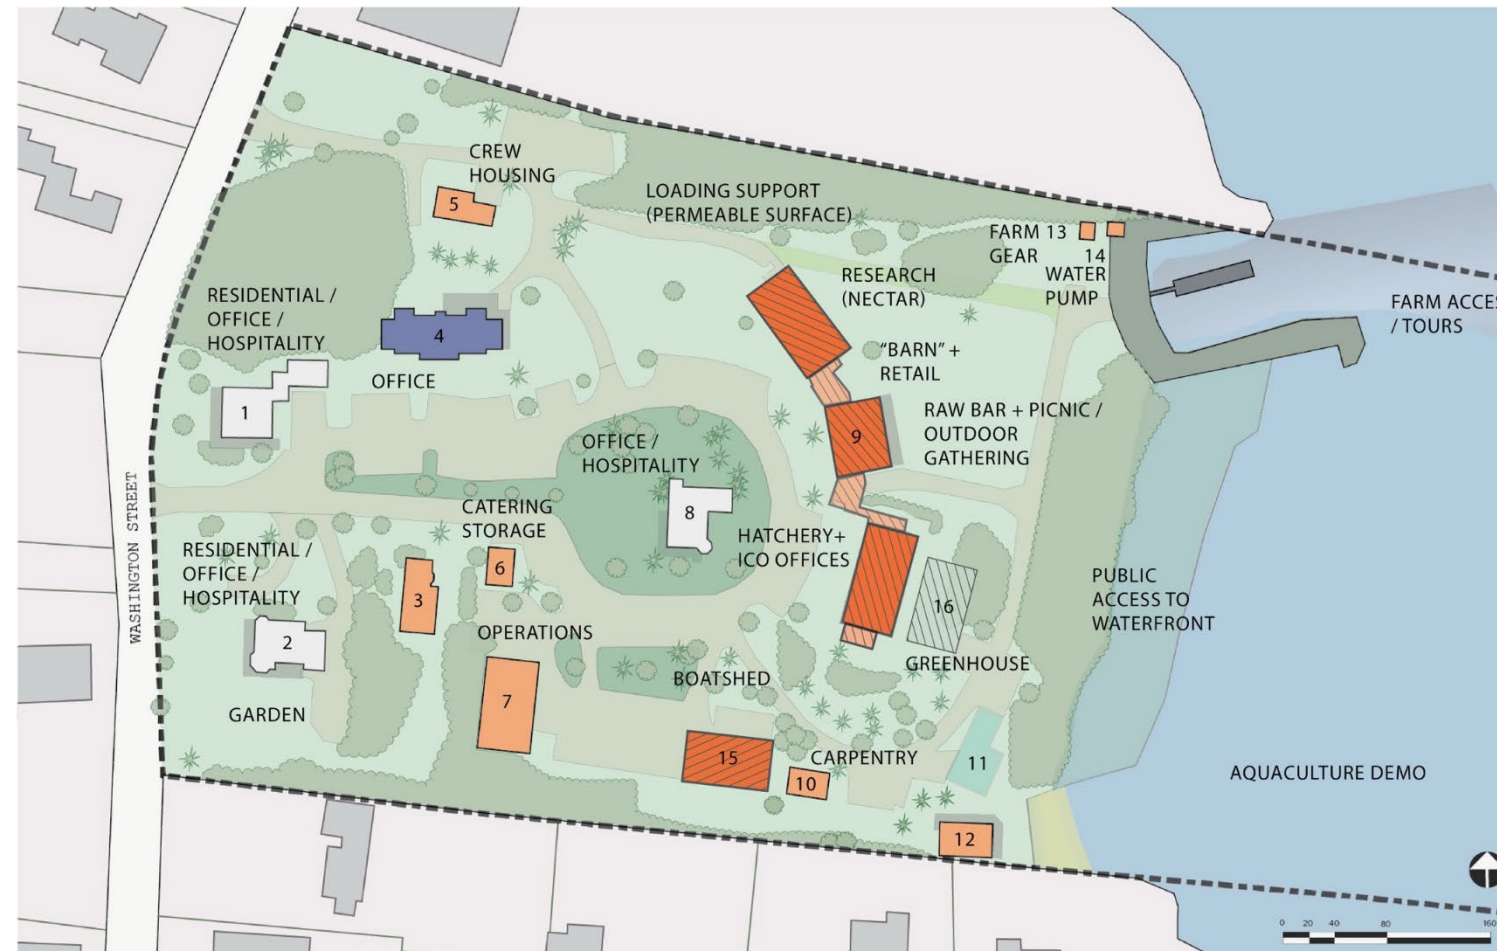 CREW
HOUSING
5
LOADING SUPPORT
(PERMEABLE SURFACE)
FARM 13
GEAR 14
WATER
PUMP
RESEARCH
(NECTAR)
FARM ACCES
/ TOURS
RESIDENTIAL /
OFFICE /
HOSPITALITY
4
OFFICE
1
"BARN" +
RETAIL
RAW BAR + PICNIC /
OUTDOOR
GATHERING
9
OFFICE /
HOSPITALITY
8
WASHINGTON STREET
CATERING
STORAGE
6
HATCHERY+
ICO OFFICES
RESIDENTIAL /
OFFICE /
HOSPITALITY
3
2
16
GREENHOUSE
PUBLIC
ACCESS TO
WATERFRONT
OPERATIONS
7
BOATSHED
GARDEN
15
CARPENTRY
10
11
12
AQUACULTURE DEMO
0 20 40 80 160